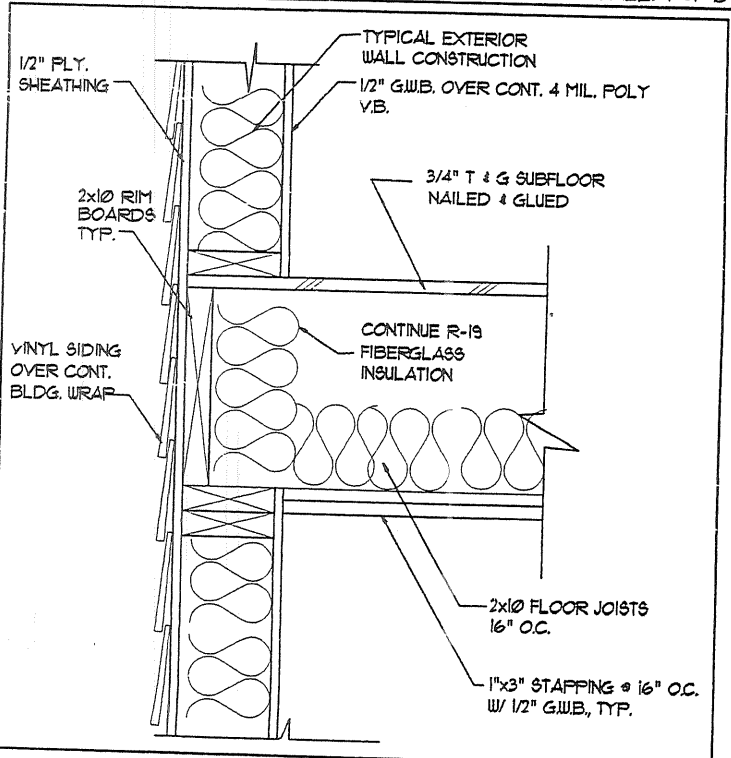 1/2" PLY.
SHEATHING
TYPICAL EXTERIOR
WALL CONSTRUCTION
1/2" G.W.B. OVER CONT. 4 MIL. POLY
V.B.
3/4" T & G SUBFLOOR
NAILED & GLUED
2x10 RIM
BOARDS
TYP.
CONTINUE R-19
FIBERGLASS
INSULATION
VINYL SIDING
OVER CONT.
BLDG. WRAP
2x10 FLOOR JOISTS
16" O.C.
1"x3" STAPPING @ 16" O.C.
W/ 1/2" G.W.B., TYP.